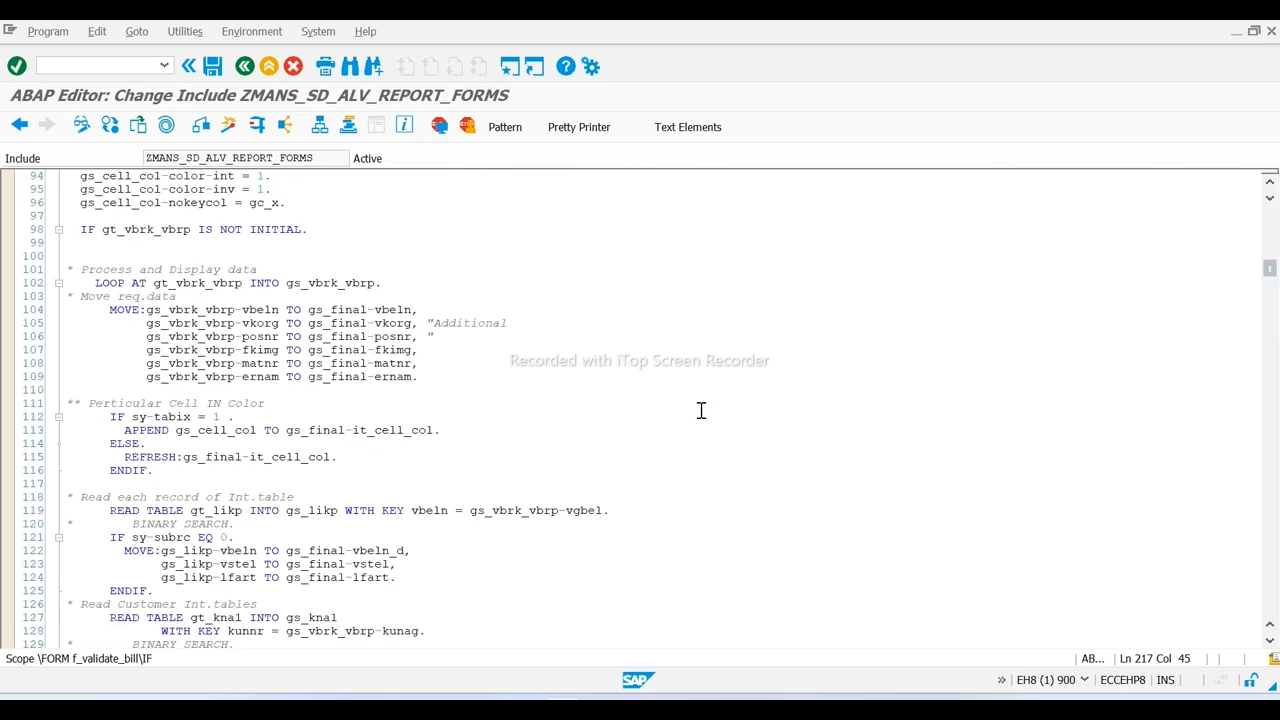 Program Edit Goto Utilities Environment System Help
ABAP Editor: Change Include ZMANS_SD_ALV_REPORT_FORMS
Pattern Pretty Printer Text Elements
Include ZMANS_SD_ALV_REPORT_FORMS Active
94 gs_cell_col-color-int = 1.
95 gs_cell_col-color-inv = 1.
96 gs_cell_col-nokeycol = gc_x.
97
98 IF gt_vbrk_vbrp IS NOT INITIAL.
99
100
101 * Process and Display data
102 LOOP AT gt_vbrk_vbrp INTO gs_vbrk_vbrp.
103 * Move req.data
104 MOVE:gs_vbrk_vbrp-vbeln TO gs_final-vbeln,
105 gs_vbrk_vbrp-vkorg TO gs_final-vkorg, "Additional
106 gs_vbrk_vbrp-posnr TO gs_final-posnr, "
107 gs_vbrk_vbrp-fkimg TO gs_final-fkimg,
108 gs_vbrk_vbrp-matnr TO gs_final-matnr,
109 gs_vbrk_vbrp-ernam TO gs_final-ernam.
110
111 ** Perticular Cell IN Color
112 IF sy-tabix = 1 .
113 APPEND gs_cell_col TO gs_final-it_cell_col.
114 ELSE.
115 REFRESH:gs_final-it_cell_col.
116 ENDIF.
117
118 * Read each record of Int.table
119 READ TABLE gt_likp INTO gs_likp WITH KEY vbeln = gs_vbrk_vbrp-vgbel.
120 * BINARY SEARCH.
121 IF sy-subrc EQ 0.
122 MOVE:gs_likp-vbeln TO gs_final-vbeln_d,
123 gs_likp-vstel TO gs_final-vstel,
124 gs_likp-lfart TO gs_final-lfart.
125 ENDIF.
126 * Read Customer Int.tables
127 READ TABLE gt_kna1 INTO gs_kna1
128 WITH KEY kunnr = gs_vbrk_vbrp-kunag.
129 * BINARY SEARCH.
Recorded with iTop Screen Recorder
Scope \FORM f_validate_bill\IF AB... Ln 217 Col 45
SAP » EH8 (1) 900 ECCEHP8 INS